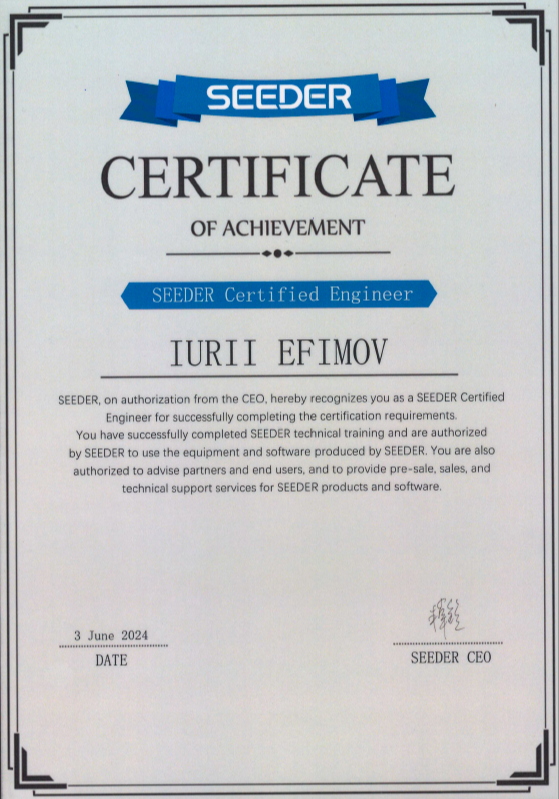 SEEDER
CERTIFICATE
OF ACHIEVEMENT
SEEDER Certified Engineer
IURII EFIMOV
SEEDER, on authorization from the CEO, hereby recognizes you as a SEEDER Certified
Engineer for successfully completing the certification requirements.
You have successfully completed SEEDER technical training and are authorized
by SEEDER to use the equipment and software produced by SEEDER. You are also
authorized to advise partners and end users, and to provide pre-sale, sales, and
technical support services for SEEDER products and software.
3 June 2024
DATE
SEEDER CEO